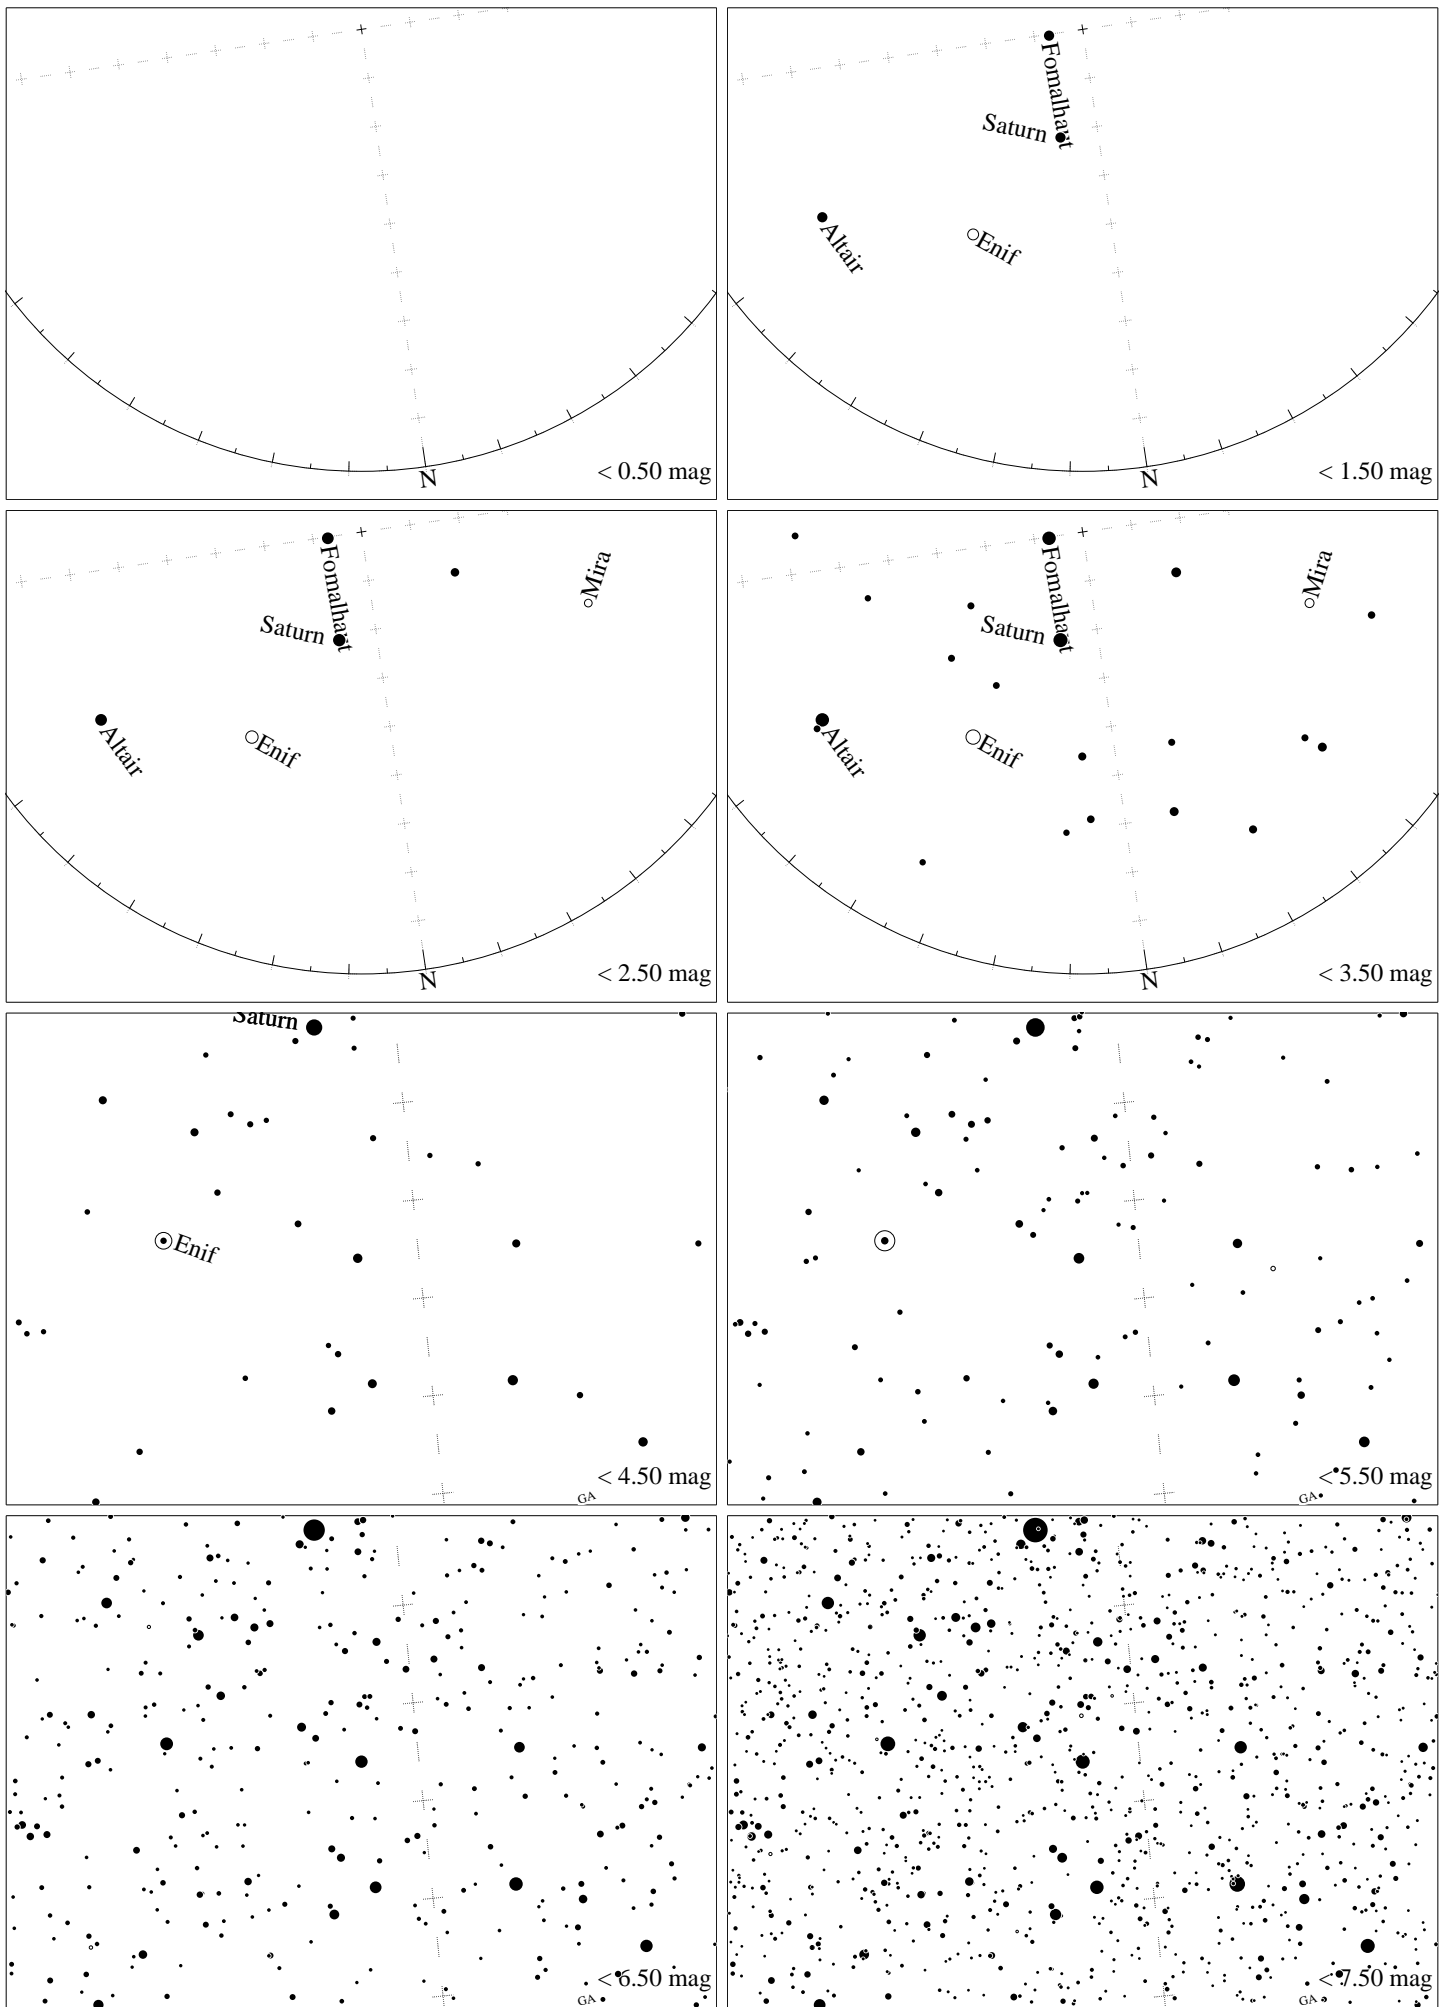 < 0.50 mag
N
Fomalhaut
Saturn
Altair
Enif
< 1.50 mag
N
Fomalhaut
Mira
Saturn
Altair
Enif
< 2.50 mag
N
Fomalhaut
Mira
Saturn
Altair
Enif
< 3.50 mag
N
Saturn
Enif
< 4.50 mag
GA
< 5.50 mag
GA
< 6.50 mag
GA
< 7.50 mag
GA